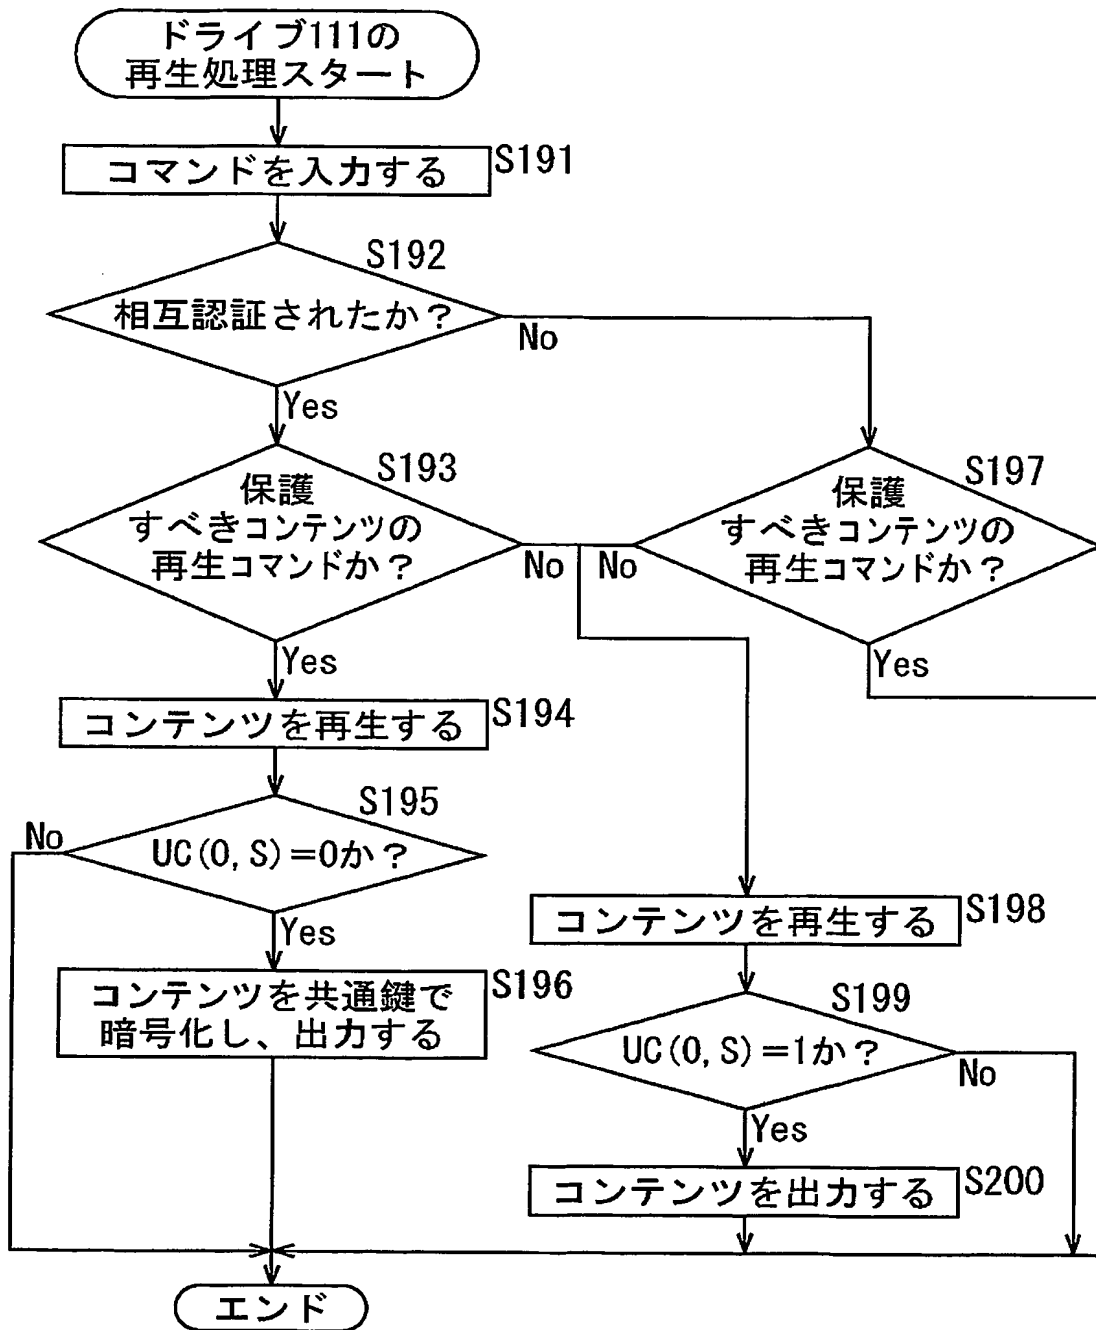 ドライブ111の
再生処理スタート
コマンドを入力する
S191
S192
相互認証されたか？
No
Yes
S193
保護
すべきコンテンツの
再生コマンドか？
No
Yes
S197
保護
すべきコンテンツの
再生コマンドか？
No
Yes
コンテンツを再生する
S194
S195
UC(O,S)=0か？
No
Yes
コンテンツを共通鍵で
暗号化し、出力する
S196
コンテンツを再生する
S198
S199
UC(O,S)=1か？
No
Yes
コンテンツを出力する
S200
エンド